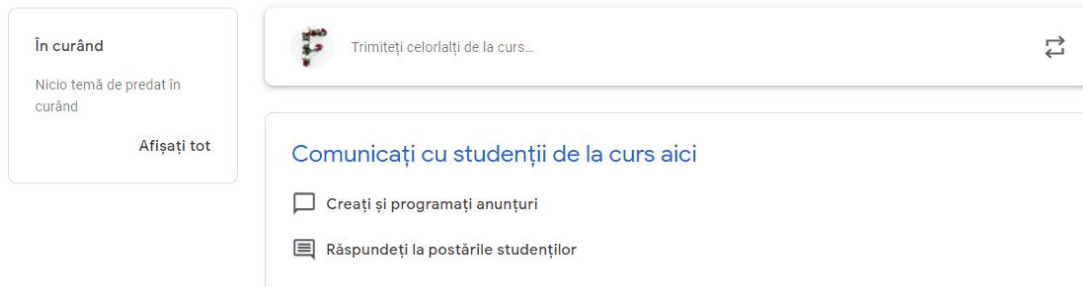 În curând
Nicio temă de predat în
curând
Afișați tot
Trimiteți celorlalți de la curs...
Comunicați cu studenții de la curs aici
Creați și programați anunțuri
Răspundeți la postările studenților